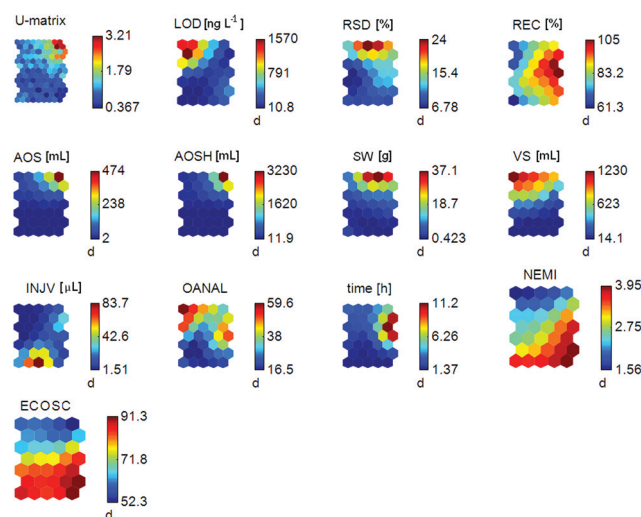 U-matrix
3.21
1.79
0.367
LOD [ng L-1]
1570
791
10.8
d
RSD [%]
24
15.4
6.78
d
REC [%]
105
83.2
61.3
d
AOS [mL]
474
238
2
d
AOSH [mL]
3230
1620
11.9
d
SW [g]
37.1
18.7
0.423
d
VS [mL]
1230
623
14.1
d
INJV [μL]
83.7
42.6
1.51
d
OANAL
59.6
38
16.5
d
time [h]
11.2
6.26
1.37
d
NEMI
3.95
2.75
1.56
d
ECOSC
91.3
71.8
52.3
d